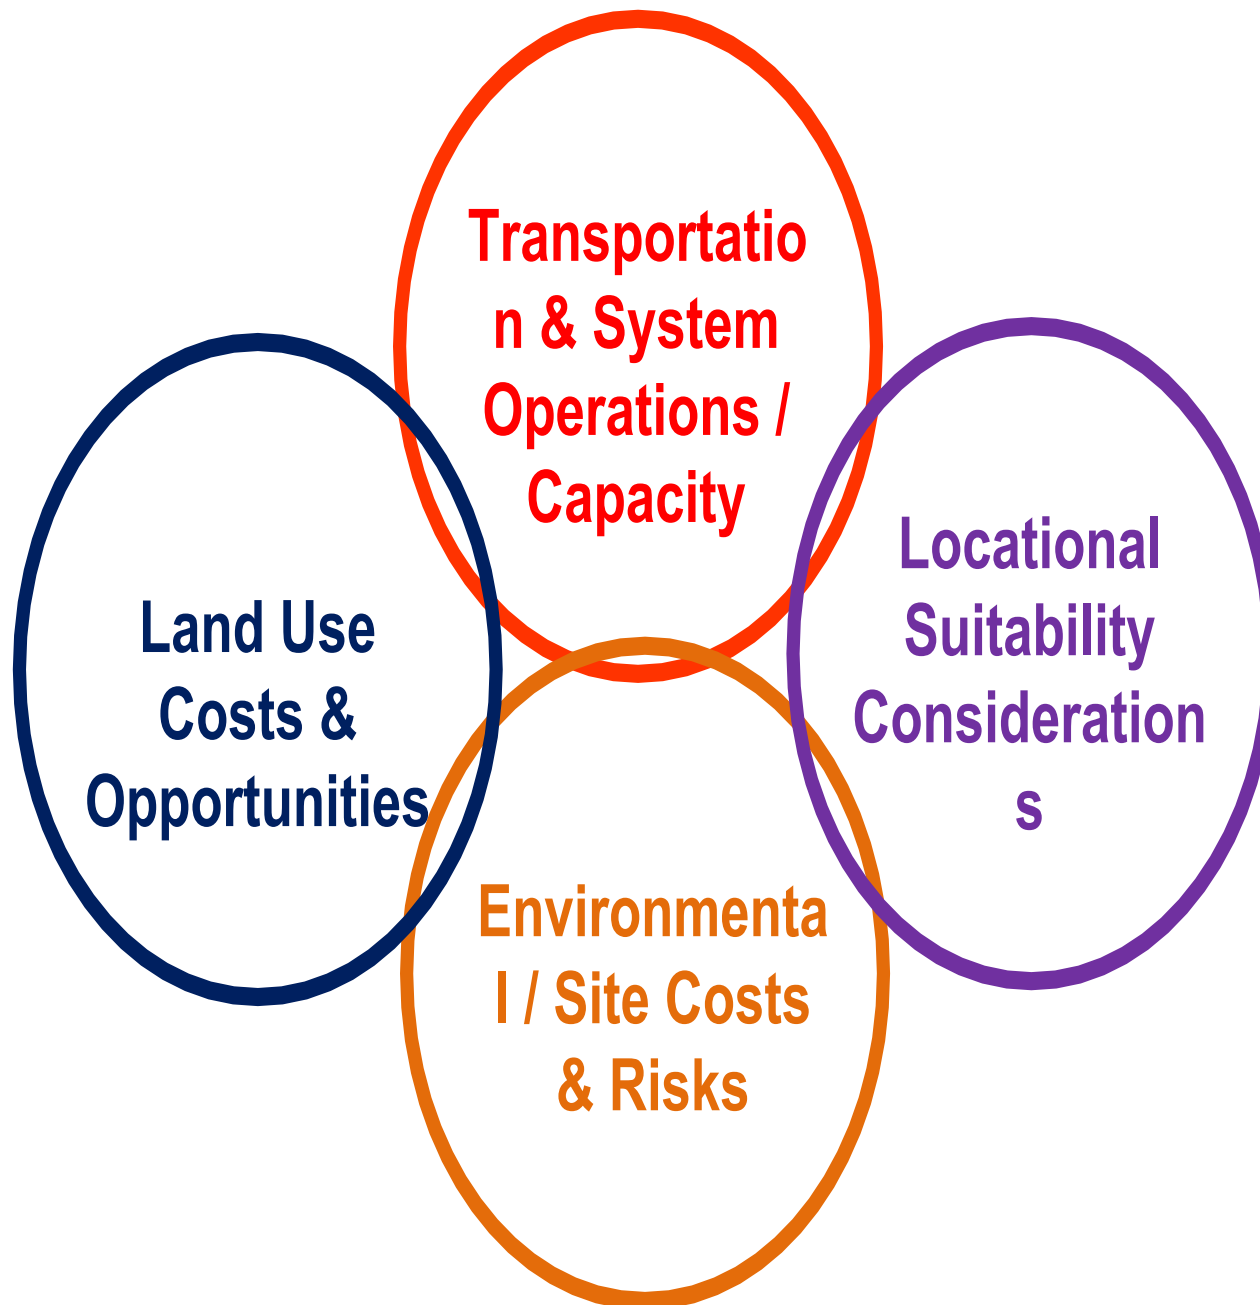 Transportatio
n & System
Operations /
Capacity
Land Use
Costs &
Opportunities
Locational
Suitability
Consideration
s
Environmenta
l / Site Costs
& Risks